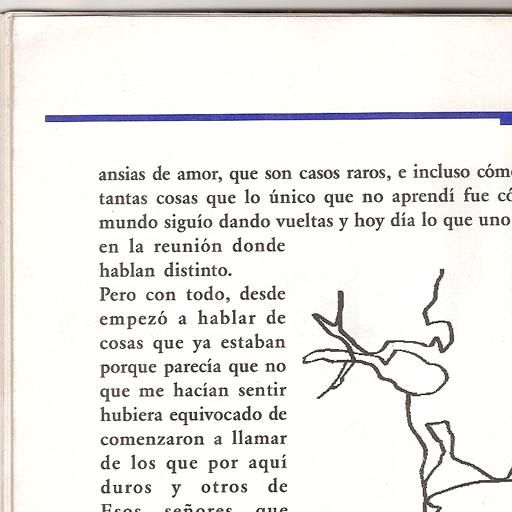 ansias de amor, que son casos raros, e incluso
tantas cosas que lo único que no aprendí fue
mundo siguío dando vueltas y hoy día lo que uno
en la reunión donde
hablan distinto.
Pero con todo, desde
empezó a hablar de
cosas que ya estaban
porque parecía que no
que me hacían sentir
hubiera equivocado de
comenzaron a llamar
de los que por aquí
duros y otros de
Esos señores que